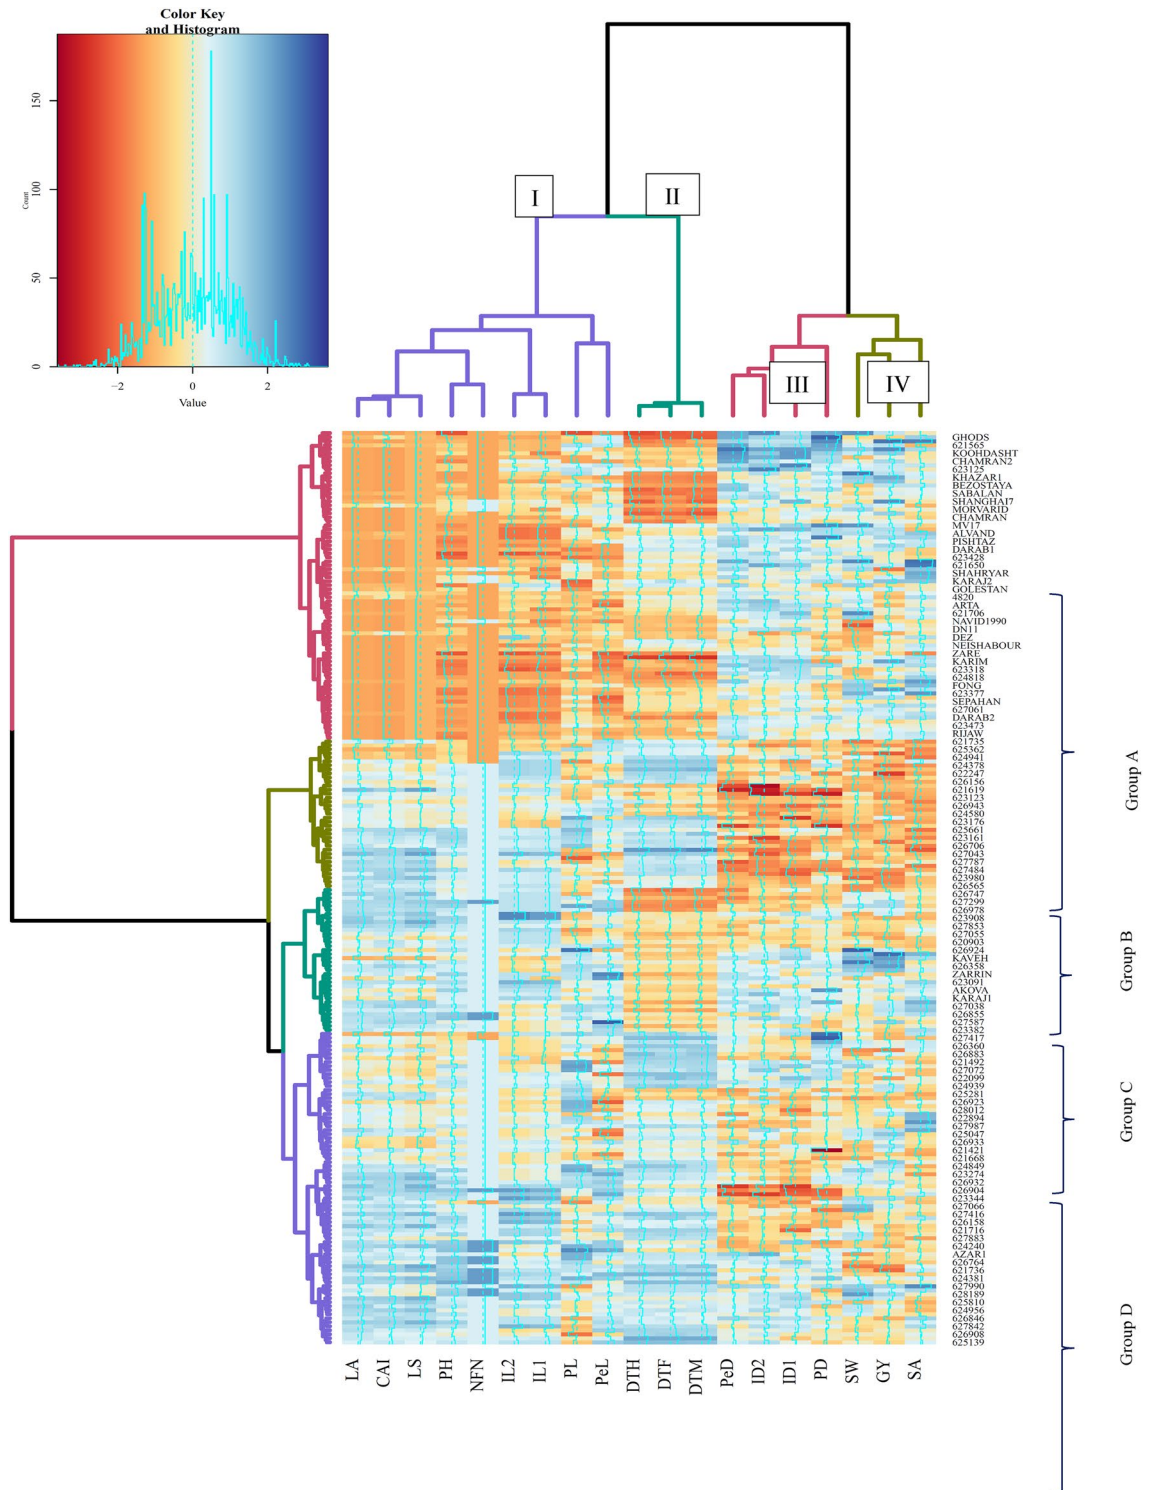 Color Key
and Histogram
Count
0
50
100
150
−2
0
2
Value
I
II
III
IV
GHODS
621565
KOOHDASHT
CHAMRAN2
623125
KHAZAR1
BEZOSTAYA
SABALAN
SHANGHAI7
MORVARID
CHAMRAN
MV17
ALVAND
PISHTAZ
DARAB1
623428
621650
SHAHRYAR
KARAJ2
GOLESTAN
4820
ARTA
621706
NAVID1990
DN11
DEZ
NEISHABOUR
ZARE
KARIM
623318
624818
FONG
623377
SEPAHAN
627061
DARAB2
623473
RIJAW
621735
625362
624941
624378
622247
626156
621619
623123
626943
624580
623176
625661
623161
626706
627043
627787
627484
623980
626565
626747
627299
626978
623908
627853
627055
620903
626924
KAVEH
626358
ZARRIN
623091
AKOVA
KARAJ1
627038
626855
627587
623382
627417
626360
626883
621492
627072
622099
624939
625281
626923
628012
622894
627987
625047
626933
621421
621668
624849
623274
626932
626904
623344
627066
627416
626158
621716
627883
624240
AZAR1
626764
621736
624381
627990
628189
625810
624956
626846
627842
626908
625139
Group A
Group B
Group C
Group D
LA
CAI
LS
PH
NFN
IL2
IL1
PL
PeL
DTH
DTF
DTM
PeD
ID2
ID1
PD
SW
GY
SA